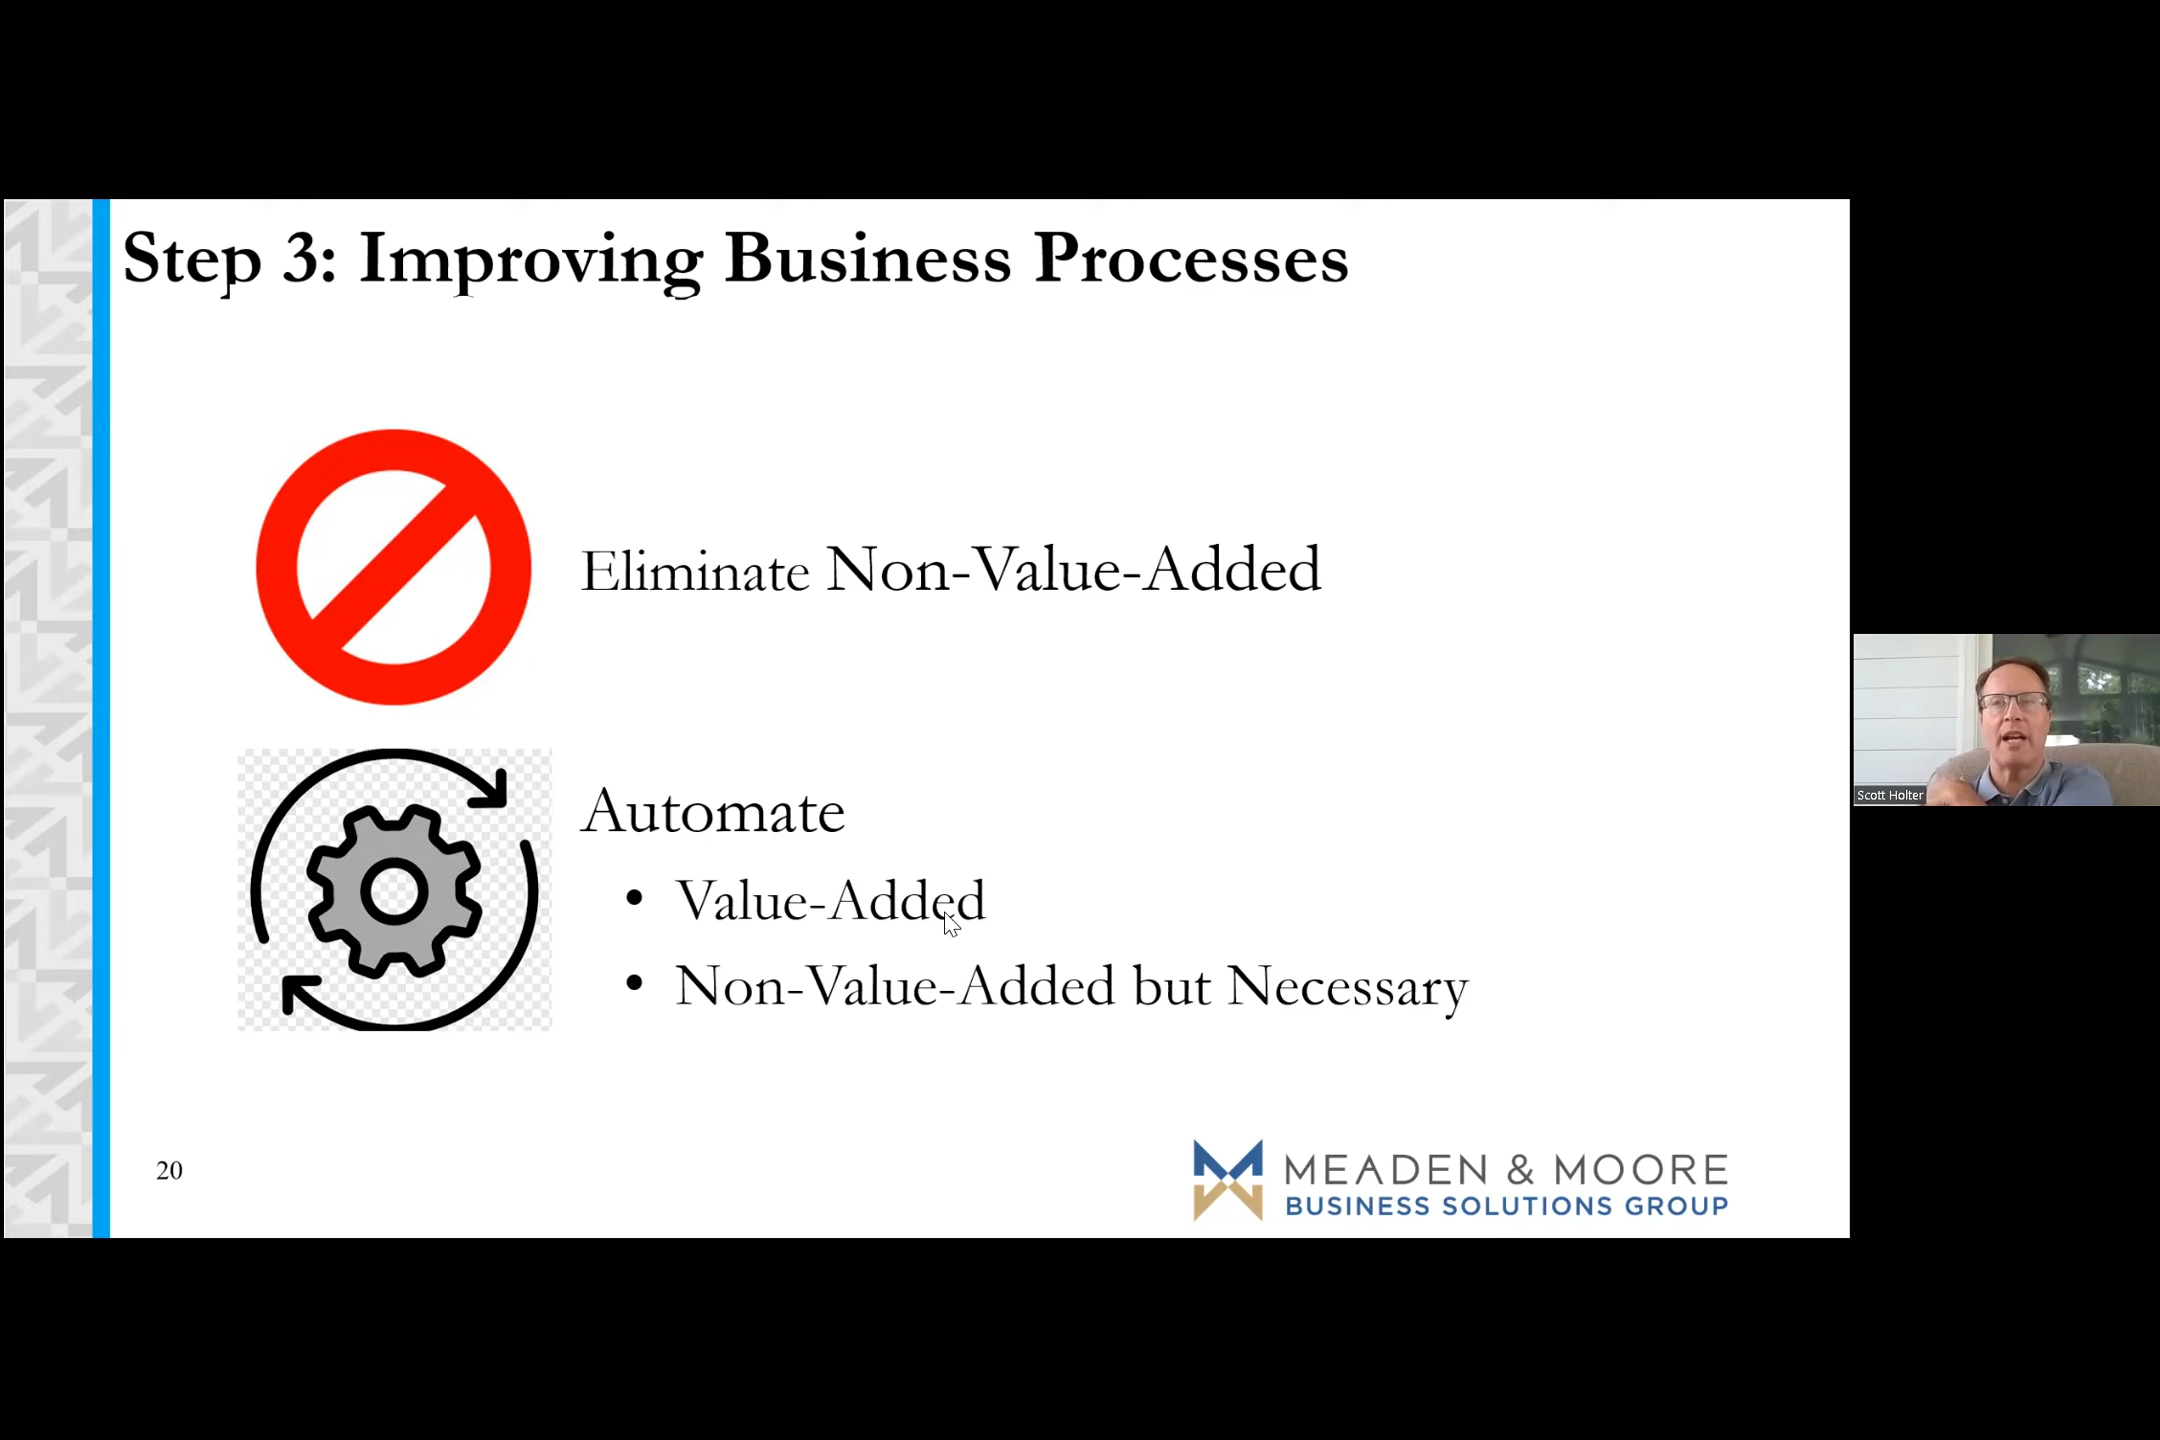 Step 3: Improving Business Processes
Eliminate Non-Value-Added
Automate
• Value-Added
• Non-Value-Added but Necessary
20
MEADEN & MOORE
BUSINESS SOLUTIONS GROUP
Scott Holter